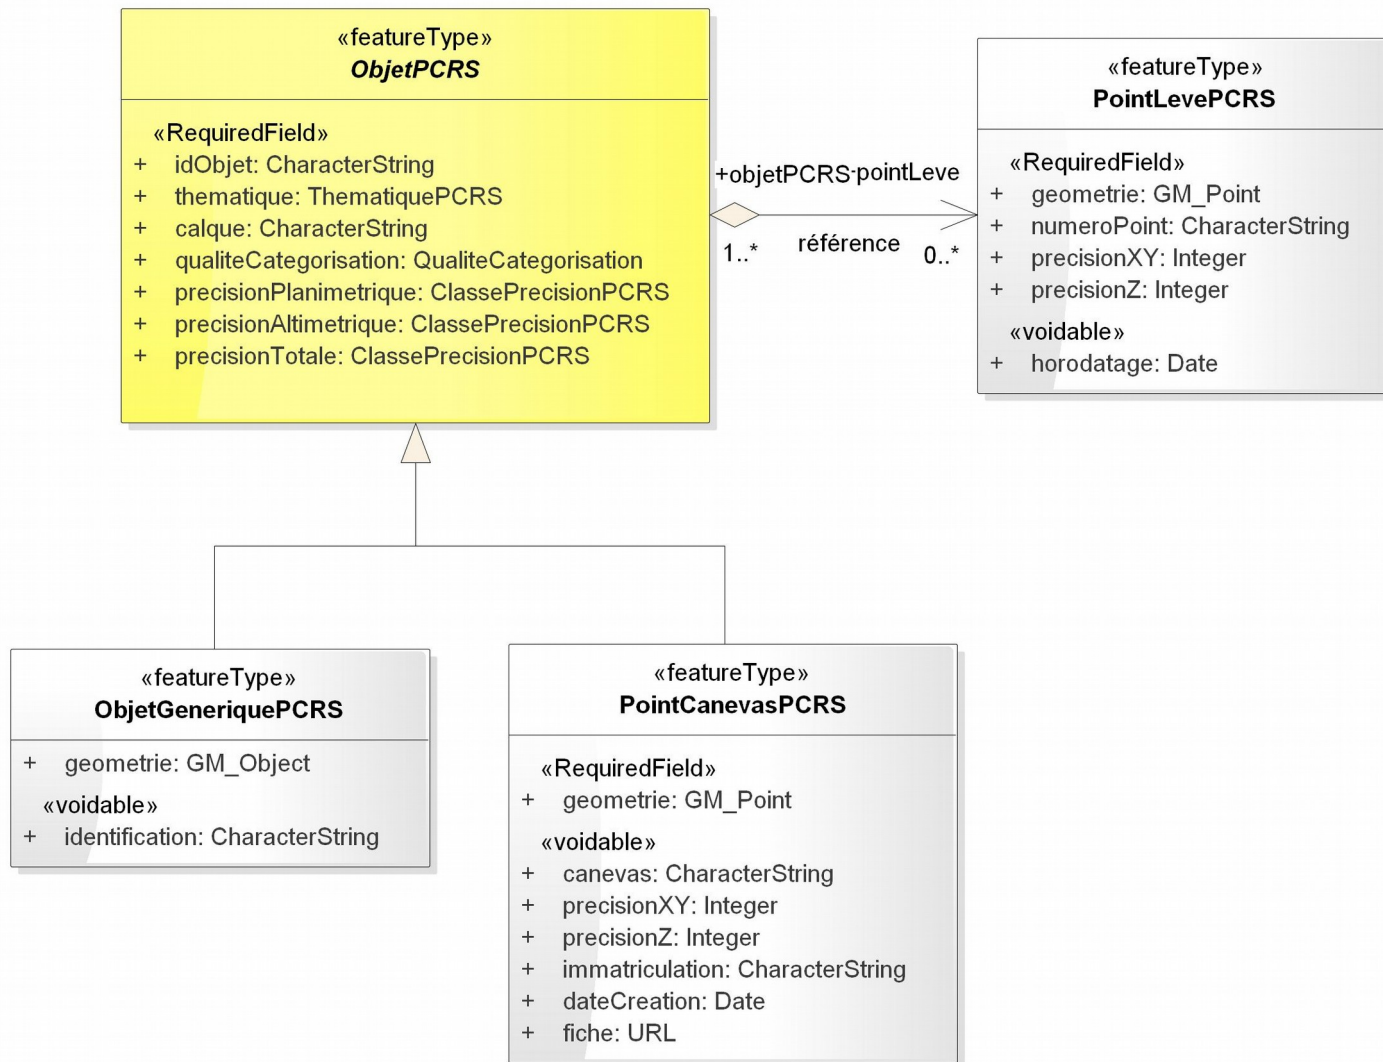 «featureType»
ObjetPCRS
«RequiredField»
+ idObjet: CharacterString
+ thematique: ThematiquePCRS
+ calque: CharacterString
+ qualiteCategorisation: QualiteCategorisation
+ precisionPlanimetrique: ClassePrecisionPCRS
+ precisionAltimetrique: ClassePrecisionPCRS
+ precisionTotale: ClassePrecisionPCRS
+objetPCRS -pointLeve
1..* référence 0..*
«featureType»
PointLevePCRS
«RequiredField»
+ geometrie: GM_Point
+ numeroPoint: CharacterString
+ precisionXY: Integer
+ precisionZ: Integer
«voidable»
+ horodatage: Date
«featureType»
ObjetGeneriquePCRS
+ geometrie: GM_Object
«voidable»
+ identification: CharacterString
«featureType»
PointCanevasPCRS
«RequiredField»
+ geometrie: GM_Point
«voidable»
+ canevas: CharacterString
+ precisionXY: Integer
+ precisionZ: Integer
+ immatriculation: CharacterString
+ dateCreation: Date
+ fiche: URL